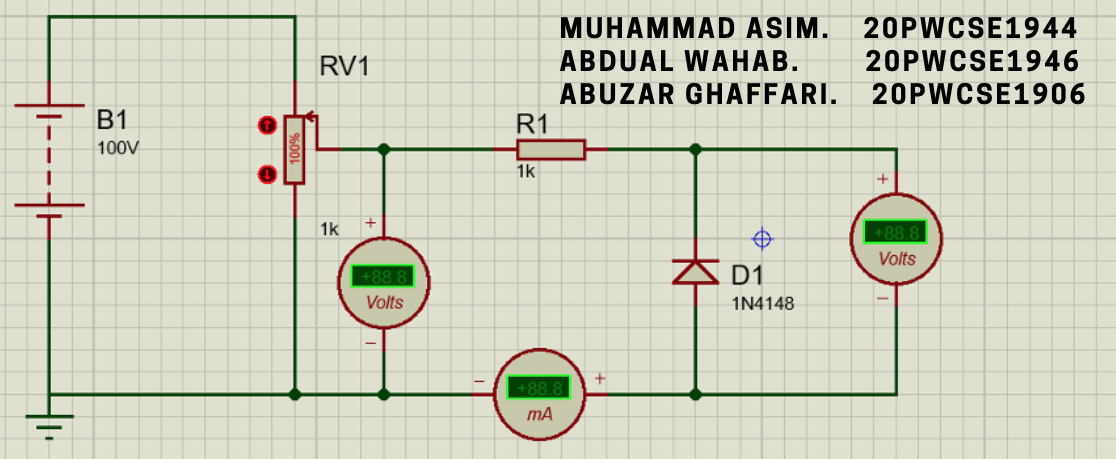 MUHAMMAD ASIM. 20PWCSE1944
ABDUAL WAHAB. 20PWCSE1946
ABUZAR GHAFFARI. 20PWCSE1906
RV1
B1
100V
100%
1k
R1
1k
+
+88.8
Volts
−
+
+88.8
Volts
−
D1
1N4148
−
+88.8
mA
+